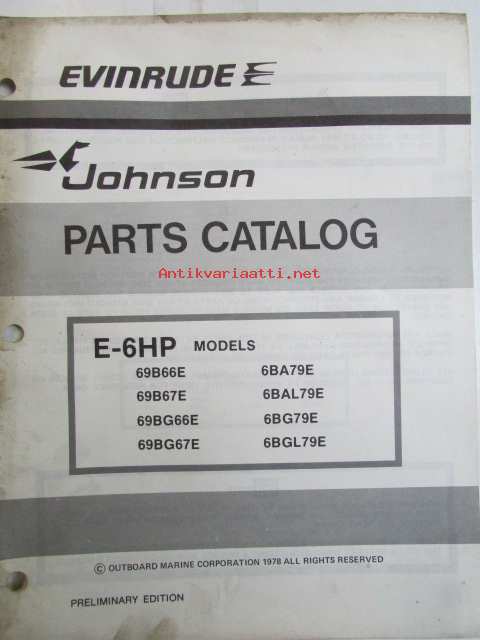 EVINRUDE
Johnson
PARTS CATALOG
Antikvariaatti.net
E-6HP MODELS
69B66E 6BA79E
69B67E 6BAL79E
69BG66E 6BG79E
69BG67E 6BGL79E
© OUTBOARD MARINE CORPORATION 1978 ALL RIGHTS RESERVED
PRELIMINARY EDITION